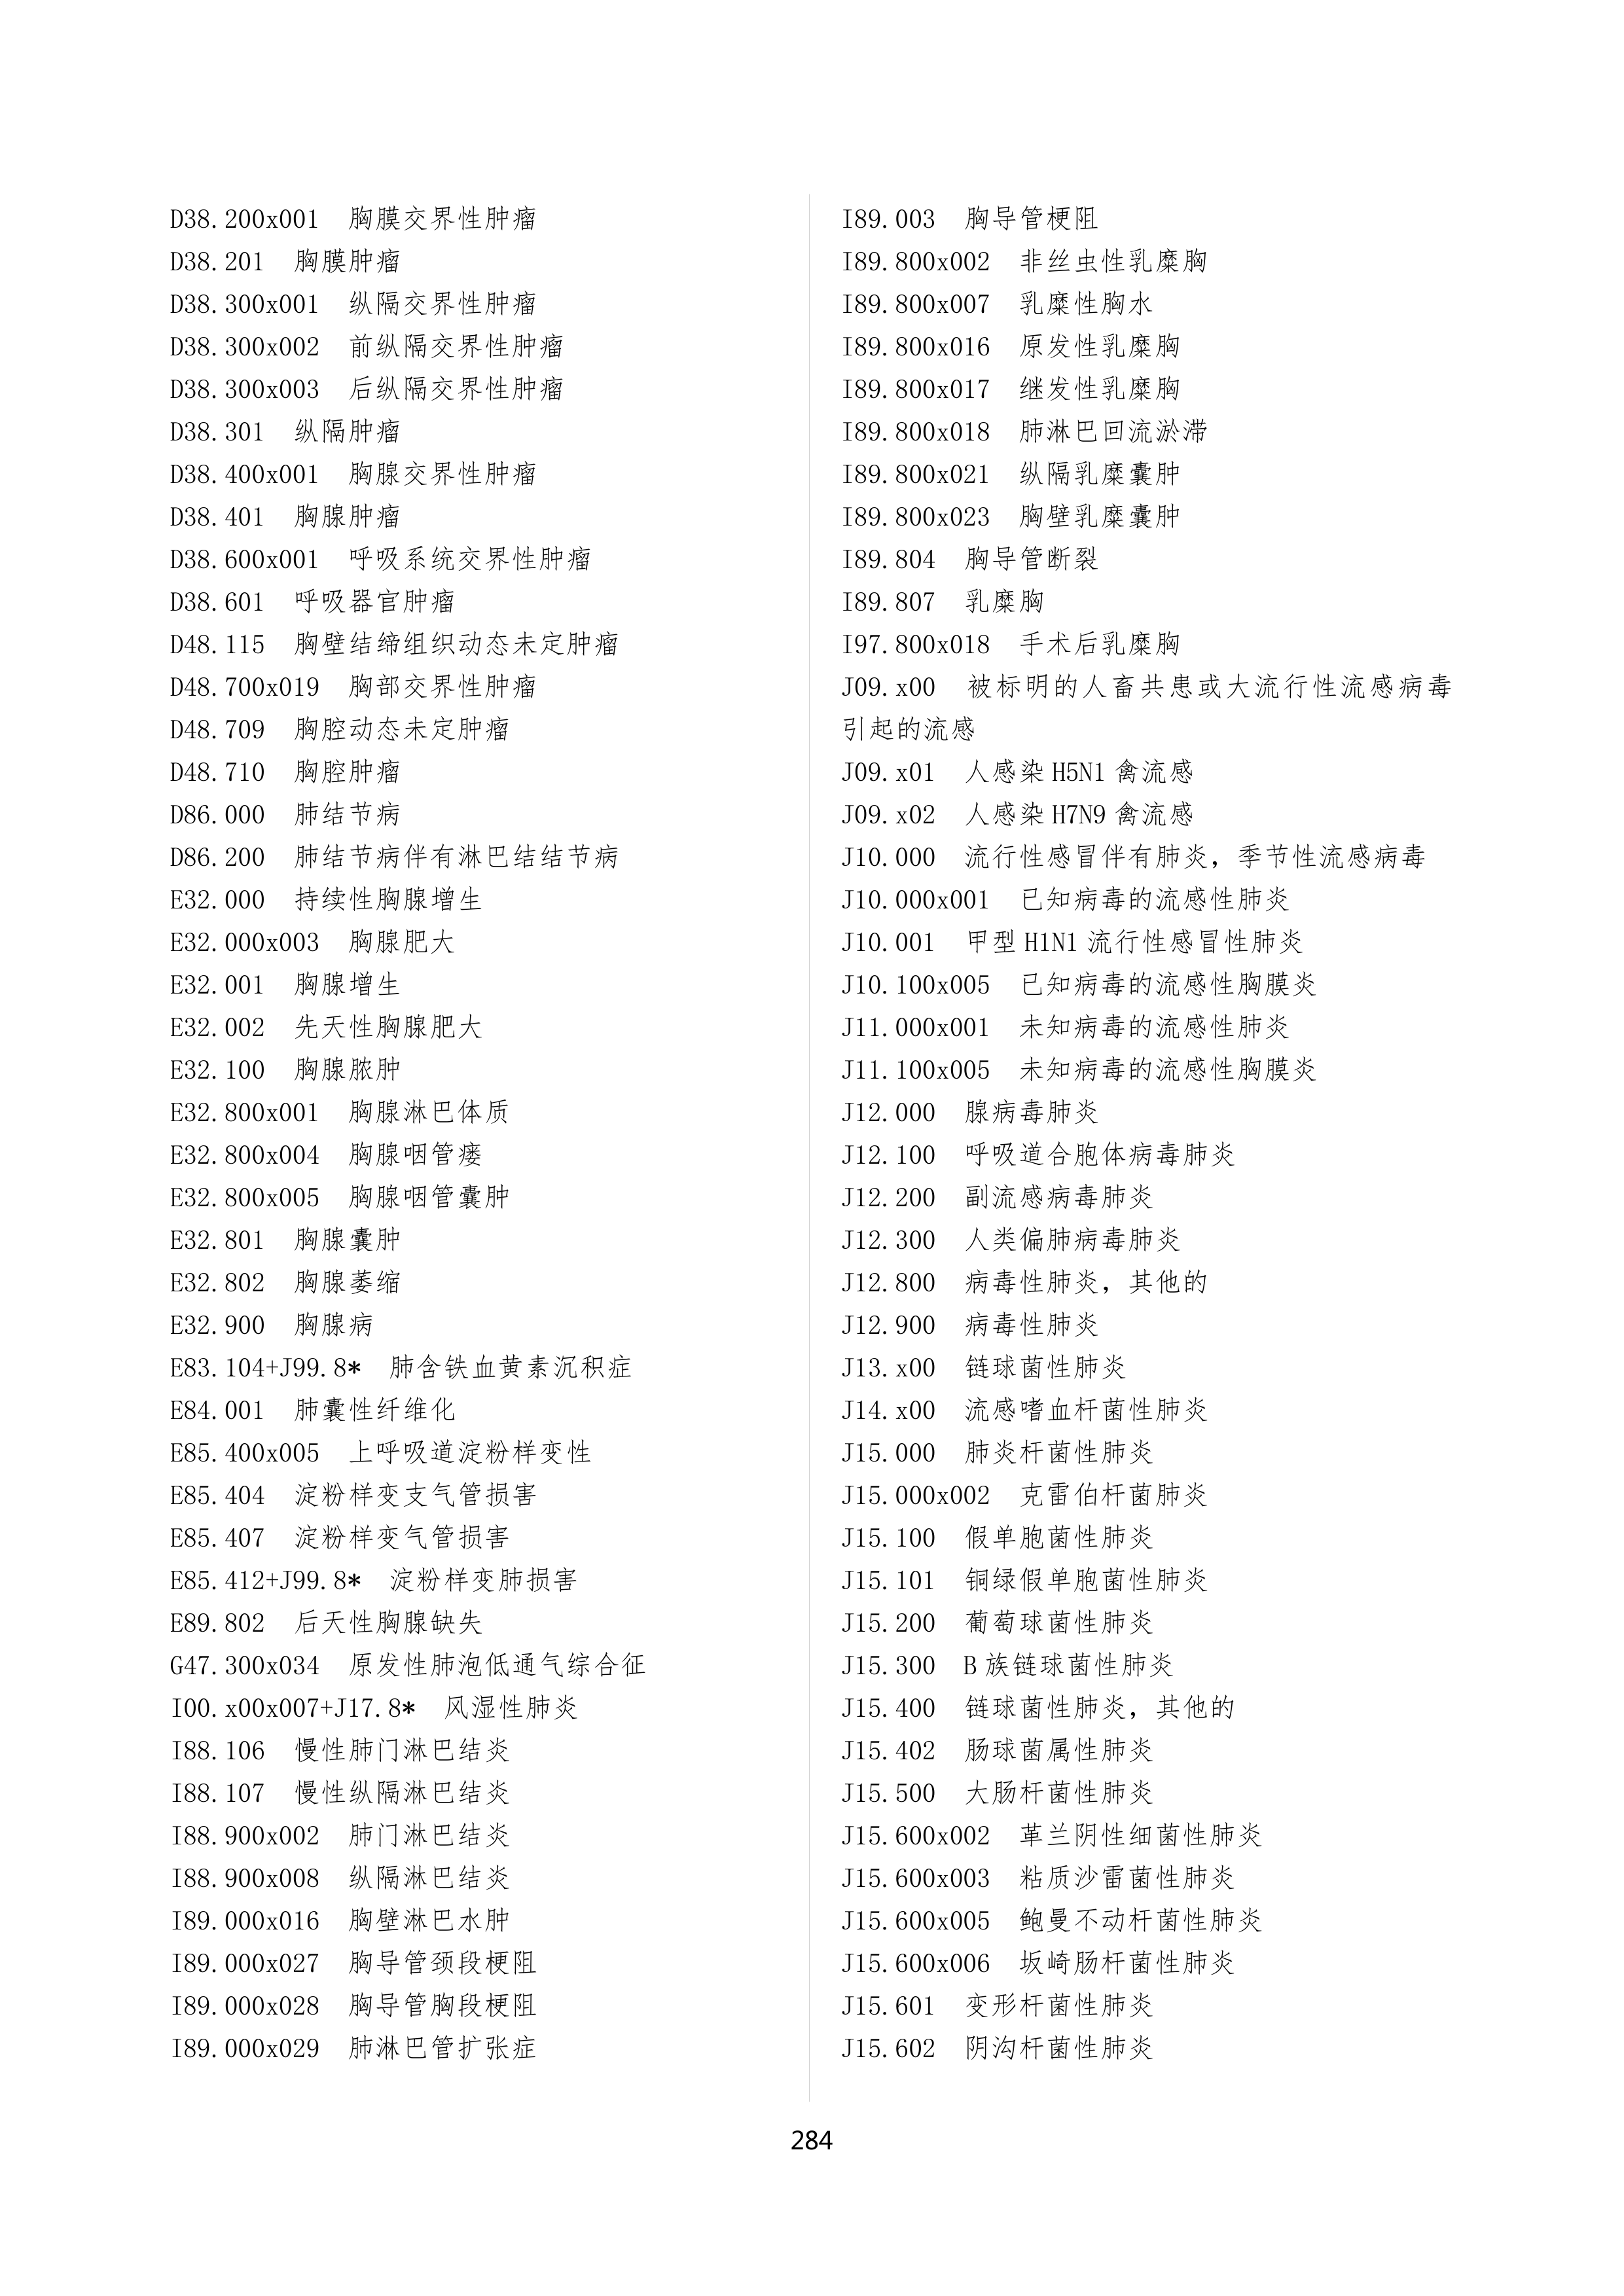 D38.200x001 胸膜交界性肿瘤
D38.201 胸膜肿瘤
D38.300x001 纵隔交界性肿瘤
D38.300x002 前纵隔交界性肿瘤
D38.300x003 后纵隔交界性肿瘤
D38.301 纵隔肿瘤
D38.400x001 胸腺交界性肿瘤
D38.401 胸腺肿瘤
D38.600x001 呼吸系统交界性肿瘤
D38.601 呼吸器官肿瘤
D48.115 胸壁结缔组织动态未定肿瘤
D48.700x019 胸部交界性肿瘤
D48.709 胸腔动态未定肿瘤
D48.710 胸腔肿瘤
D86.000 肺结节病
D86.200 肺结节病伴有淋巴结结节病
E32.000 持续性胸腺增生
E32.000x003 胸腺肥大
E32.001 胸腺增生
E32.002 先天性胸腺肥大
E32.100 胸腺脓肿
E32.800x001 胸腺淋巴体质
E32.800x004 胸腺咽管瘘
E32.800x005 胸腺咽管囊肿
E32.801 胸腺囊肿
E32.802 胸腺萎缩
E32.900 胸腺病
E83.104+J99.8* 肺含铁血黄素沉积症
E84.001 肺囊性纤维化
E85.400x005 上呼吸道淀粉样变性
E85.404 淀粉样变支气管损害
E85.407 淀粉样变气管损害
E85.412+J99.8* 淀粉样变肺损害
E89.802 后天性胸腺缺失
G47.300x034 原发性肺泡低通气综合征
I00.x00x007+J17.8* 风湿性肺炎
I88.106 慢性肺门淋巴结炎
I88.107 慢性纵隔淋巴结炎
I88.900x002 肺门淋巴结炎
I88.900x008 纵隔淋巴结炎
I89.000x016 胸壁淋巴水肿
I89.000x027 胸导管颈段梗阻
I89.000x028 胸导管胸段梗阻
I89.000x029 肺淋巴管扩张症
I89.003 胸导管梗阻
I89.800x002 非丝虫性乳糜胸
I89.800x007 乳糜性胸水
I89.800x016 原发性乳糜胸
I89.800x017 继发性乳糜胸
I89.800x018 肺淋巴回流淤滞
I89.800x021 纵隔乳糜囊肿
I89.800x023 胸壁乳糜囊肿
I89.804 胸导管断裂
I89.807 乳糜胸
I97.800x018 手术后乳糜胸
J09.x00 被标明的人畜共患或大流行性流感病毒
引起的流感
J09.x01 人感染 H5N1 禽流感
J09.x02 人感染 H7N9 禽流感
J10.000 流行性感冒伴有肺炎，季节性流感病毒
J10.000x001 已知病毒的流感性肺炎
J10.001 甲型 H1N1 流行性感冒性肺炎
J10.100x005 已知病毒的流感性胸膜炎
J11.000x001 未知病毒的流感性肺炎
J11.100x005 未知病毒的流感性胸膜炎
J12.000 腺病毒肺炎
J12.100 呼吸道合胞体病毒肺炎
J12.200 副流感病毒肺炎
J12.300 人类偏肺病毒肺炎
J12.800 病毒性肺炎，其他的
J12.900 病毒性肺炎
J13.x00 链球菌性肺炎
J14.x00 流感嗜血杆菌性肺炎
J15.000 肺炎杆菌性肺炎
J15.000x002 克雷伯杆菌肺炎
J15.100 假单胞菌性肺炎
J15.101 铜绿假单胞菌性肺炎
J15.200 葡萄球菌性肺炎
J15.300 B 族链球菌性肺炎
J15.400 链球菌性肺炎，其他的
J15.402 肠球菌属性肺炎
J15.500 大肠杆菌性肺炎
J15.600x002 革兰阴性细菌性肺炎
J15.600x003 粘质沙雷菌性肺炎
J15.600x005 鲍曼不动杆菌性肺炎
J15.600x006 坂崎肠杆菌性肺炎
J15.601 变形杆菌性肺炎
J15.602 阴沟杆菌性肺炎
284